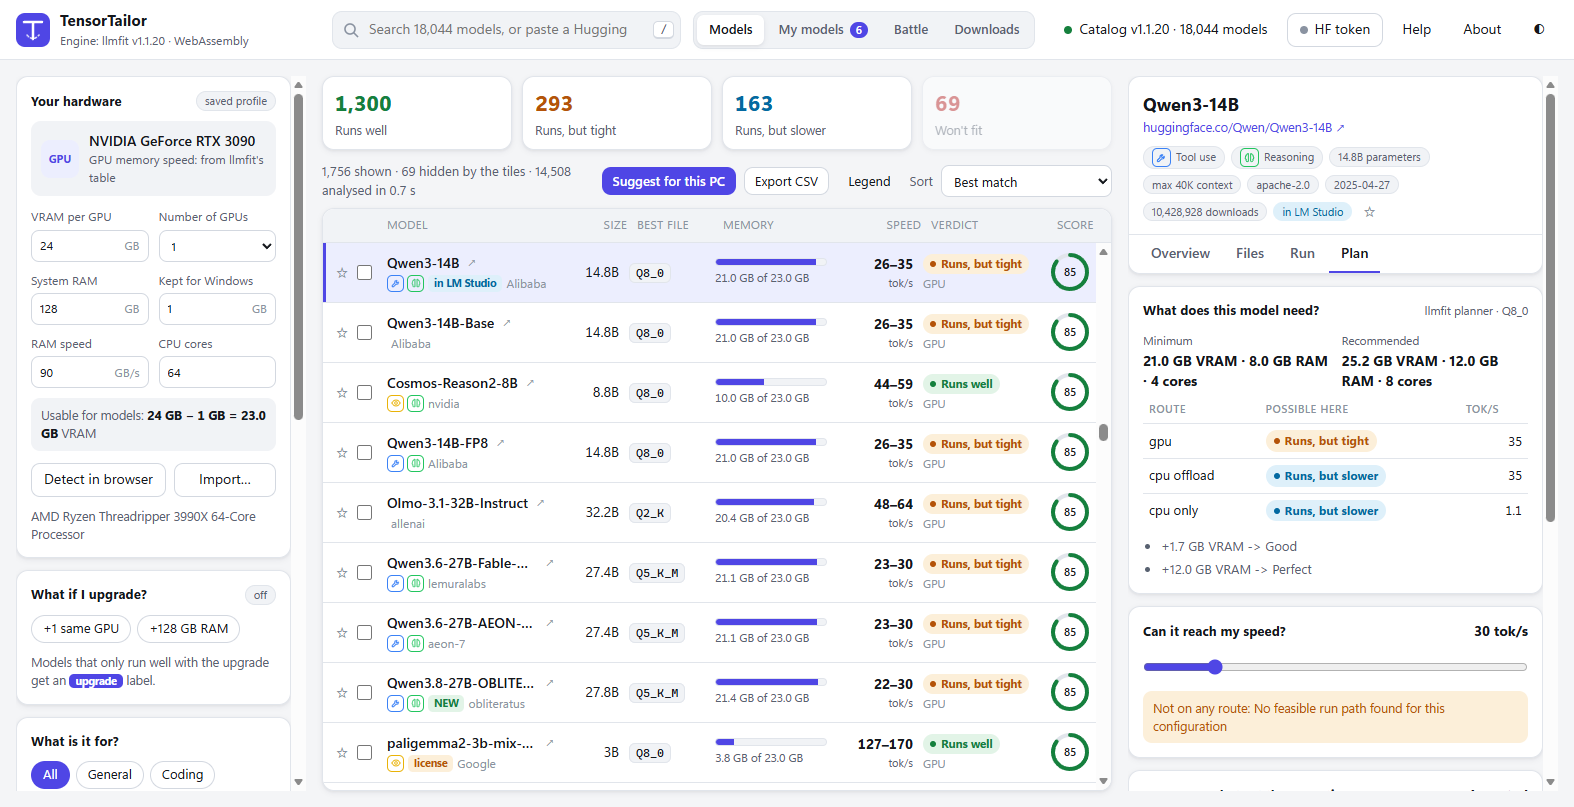 TensorTailor
Engine: llmfit v1.1.20 · WebAssembly
Search 18,044 models, or paste a Hugging
/
Models
My models 6
Battle
Downloads
Catalog v1.1.20 · 18,044 models
HF token
Help
About
Your hardware
saved profile
GPU
NVIDIA GeForce RTX 3090
GPU memory speed: from llmfit's
table
VRAM per GPU
Number of GPUs
24 GB
1
System RAM
Kept for Windows
128 GB
1 GB
RAM speed
CPU cores
90 GB/s
64
Usable for models: 24 GB – 1 GB = 23.0
GB VRAM
Detect in browser
Import...
AMD Ryzen Threadripper 3990X 64-Core
Processor
What if I upgrade?
off
+1 same GPU
+128 GB RAM
Models that only run well with the upgrade
get an upgrade label.
What is it for?
All
General
Coding
1,300
Runs well
293
Runs, but tight
163
Runs, but slower
69
Won't fit
1,756 shown · 69 hidden by the tiles · 14,508
analysed in 0.7 s
Suggest for this PC
Export CSV
Legend
Sort
Best match
MODEL SIZE BEST FILE MEMORY SPEED VERDICT SCORE
Qwen3-14B ↗ 14.8B Q8_0 26–35 Runs, but tight 85
in LM Studio Alibaba 21.0 GB of 23.0 GB tok/s GPU
Qwen3-14B-Base ↗ 14.8B Q8_0 26–35 Runs, but tight 85
Alibaba 21.0 GB of 23.0 GB tok/s GPU
Cosmos-Reason2-8B ↗ 8.8B Q8_0 44–59 Runs well 85
nvidia 10.0 GB of 23.0 GB tok/s GPU
Qwen3-14B-FP8 ↗ 14.8B Q8_0 26–35 Runs, but tight 85
Alibaba 21.0 GB of 23.0 GB tok/s GPU
Olmo-3.1-32B-Instruct ↗ 32.2B Q2_K 48–64 Runs, but tight 85
allenai 20.4 GB of 23.0 GB tok/s GPU
Qwen3.6-27B-Fable-... ↗ 27.4B Q5_K_M 23–30 Runs, but tight 85
lemuralabs 21.1 GB of 23.0 GB tok/s GPU
Qwen3.6-27B-AEON-... ↗ 27.4B Q5_K_M 23–30 Runs, but tight 85
aeon-7 21.1 GB of 23.0 GB tok/s GPU
Qwen3.8-27B-OBLITE... ↗ 27.8B Q5_K_M 22–30 Runs, but tight 85
NEW obliteratus 21.4 GB of 23.0 GB tok/s GPU
paligemma2-3b-mix-... ↗ 3B Q8_0 127–170 Runs well 85
license Google 3.8 GB of 23.0 GB tok/s GPU
Qwen3-14B
huggingface.co/Qwen/Qwen3-14B ↗
Tool use
Reasoning
14.8B parameters
max 40K context
apache-2.0
2025-04-27
10,428,928 downloads
in LM Studio
Overview
Files
Run
Plan
What does this model need?
llmfit planner · Q8_0
Minimum
Recommended
21.0 GB VRAM · 8.0 GB RAM
· 4 cores
25.2 GB VRAM · 12.0 GB
RAM · 8 cores
ROUTE POSSIBLE HERE TOK/S
gpu Runs, but tight 35
cpu offload Runs, but slower 35
cpu only Runs, but slower 1.1
+1.7 GB VRAM -> Good
+12.0 GB VRAM -> Perfect
Can it reach my speed?
30 tok/s
Not on any route: No feasible run path found for this
configuration